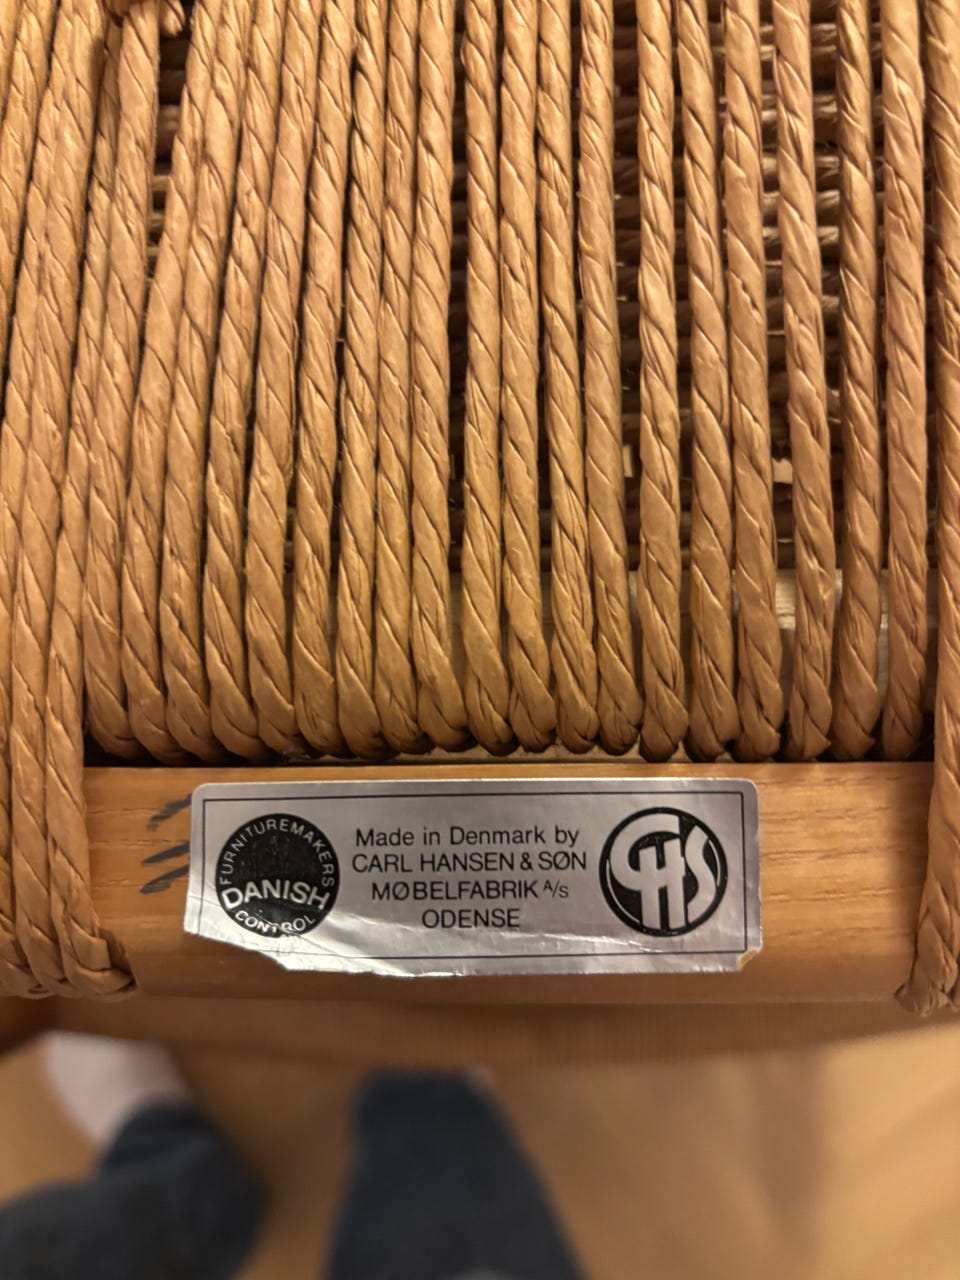 FURNITUREMAKERS
DANISH
CONTROL
Made in Denmark by
CARL HANSEN & SØN
MØBELFABRIK A/s
ODENSE
CHS